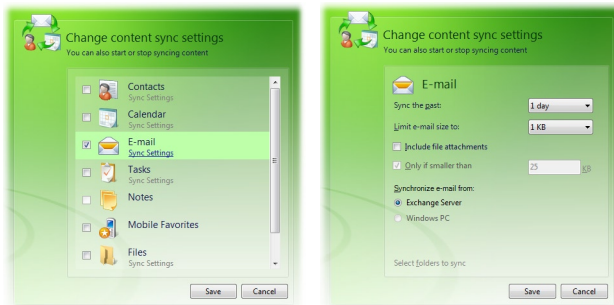 Change content sync settings
You can also start or stop syncing content
Contacts
Sync Settings
Calendar
Sync Settings
E-mail
Sync Settings
Tasks
Sync Settings
Notes
Mobile Favorites
Files
Sync Settings
Save Cancel
Change content sync settings
You can also start or stop syncing content
E-mail
Sync the past: 1 day
Limit e-mail size to: 1 KB
Include file attachments
Only if smaller than 25 KB
Synchronize e-mail from:
Exchange Server
Windows PC
Select folders to sync
Save Cancel